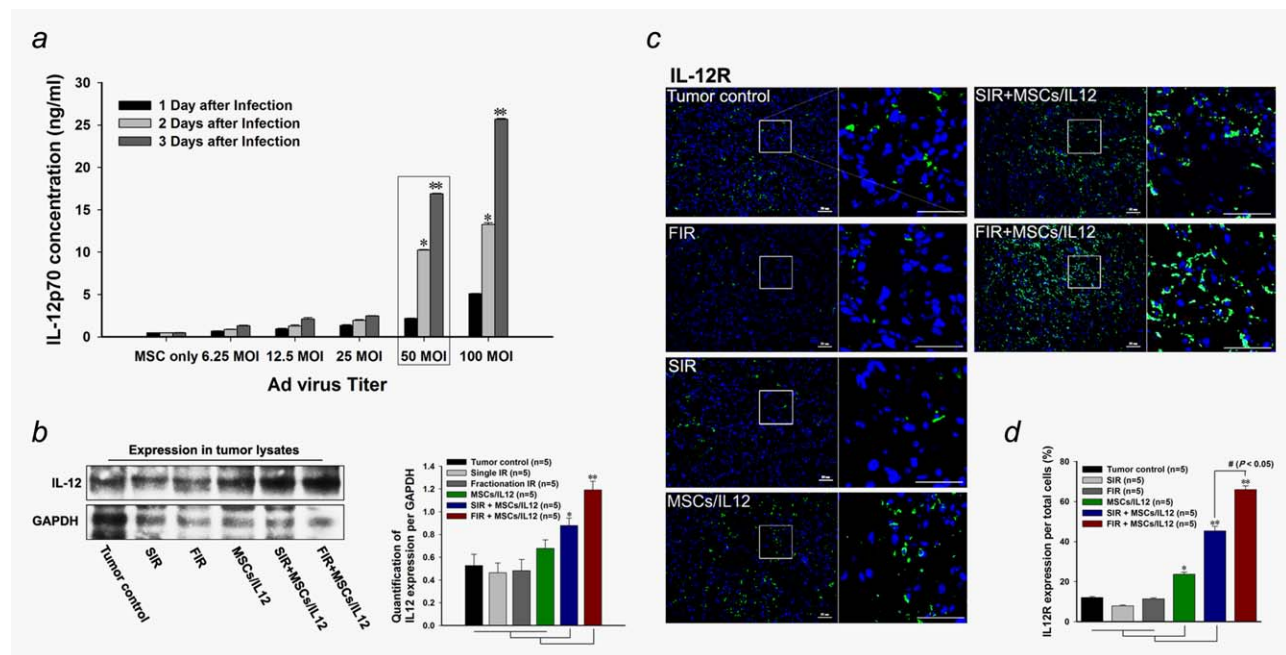 a
IL-12p70 concentration (ng/ml)
30
25
20
15
10
5
0
1 Day after Infection
2 Days after Infection
3 Days after Infection
*
**
*
**
MSC only 6.25 MOI 12.5 MOI 25 MOI 50 MOI 100 MOI
Ad virus Titer
b
Expression in tumor lysates
IL-12
GAPDH
Tumor control
SIR
FIR
MSCs/IL12
SIR+MSCs/IL12
FIR+MSCs/IL12
Quantification of
IL12 expression per GAPDH
1.4
1.2
1.0
0.8
0.6
0.4
0.2
0.0
Tumor control (n=5)
Single IR (n=5)
Fractionation IR (n=5)
MSCs/IL12 (n=5)
SIR + MSCs/IL12 (n=5)
FIR + MSCs/IL12 (n=5)
*
**
c
IL-12R
Tumor control
FIR
SIR
MSCs/IL12
SIR+MSCs/IL12
FIR+MSCs/IL12
d
IL12R expression per total cells (%)
80
60
40
20
0
Tumor control (n=5)
SIR (n=5)
FIR (n=5)
MSCs/IL12 (n=5)
SIR + MSCs/IL12 (n=5)
FIR + MSCs/IL12 (n=5)
# (P < 0.05)
*
**
**